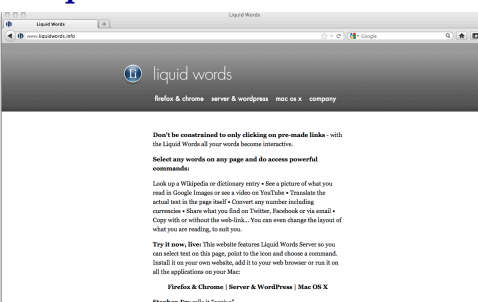 Liquid Words
Liquid Words
www.liquidwords.info
Google
liquid words
firefox & chrome server & wordpress mac os x company
Don't be constrained to only clicking on pre-made links - with
the Liquid Words all your words become interactive.
Select any words on any page and do access powerful
commands:
Look up a Wikipedia or dictionary entry • See a picture of what you
read in Google Images or see a video on YouTube • Translate the
actual text in the page itself • Convert any number including
currencies • Share what you find on Twitter, Facebook or via email •
Copy with or without the web-link... You can even change the layout of
what you are reading, to suit you.
Try it now, live: This website features Liquid Words Server so you
can select text on this page, point to the icon and choose a command.
Install it on your own website, add it to your web browser or run it on
all the applications on your Mac:
Firefox & Chrome | Server & WordPress | Mac OS X